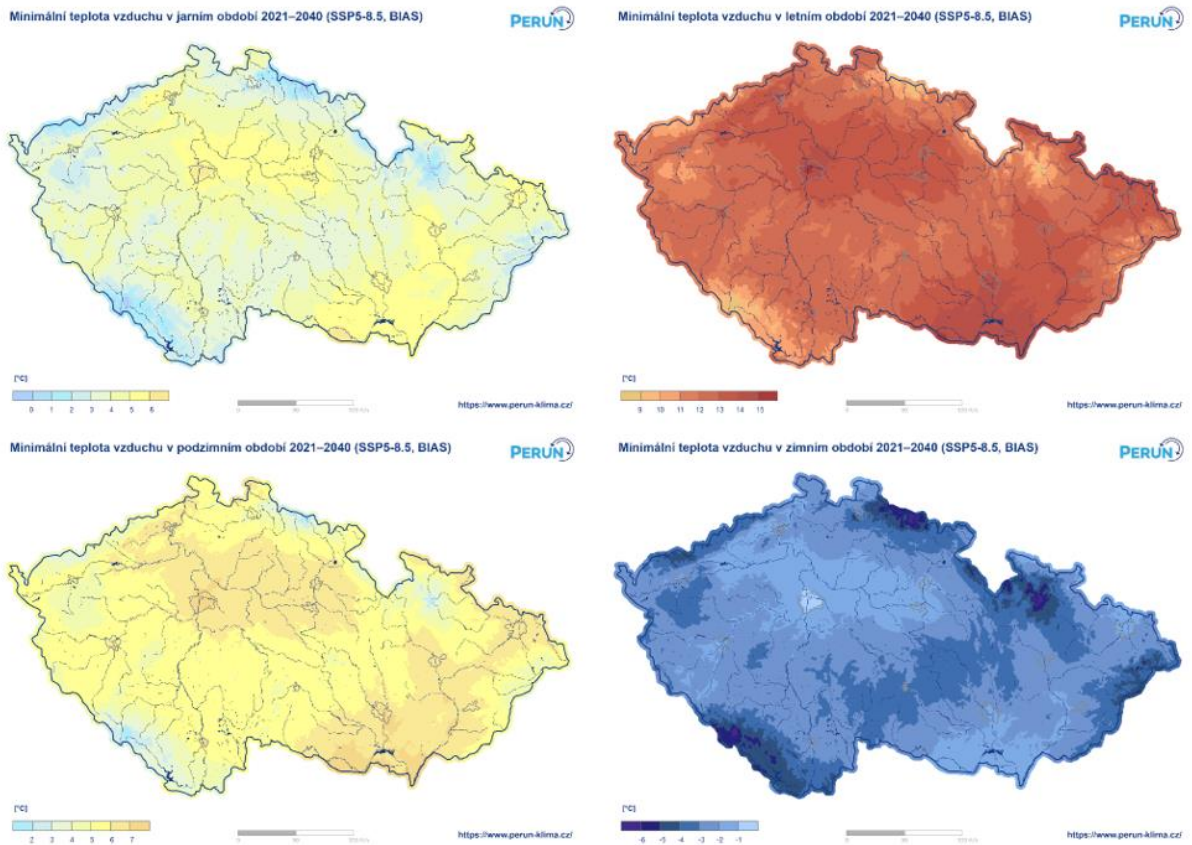 Minimální teplota vzduchu v jarním období 2021–2040 (SSP5-8.5, BIAS)
PERUN
[°C]
0 1 2 3 4 5 6
https://www.perun-klima.cz/
Minimální teplota vzduchu v letním období 2021–2040 (SSP5-8.5, BIAS)
PERUN
[°C]
9 10 11 12 13 14 15
https://www.perun-klima.cz/
Minimální teplota vzduchu v podzimním období 2021–2040 (SSP5-8.5, BIAS)
PERUN
[°C]
2 3 4 5 6 7
https://www.perun-klima.cz/
Minimální teplota vzduchu v zimním období 2021–2040 (SSP5-8.5, BIAS)
PERUN
[°C]
-6 -5 -4 -3 -2 -1
https://www.perun-klima.cz/